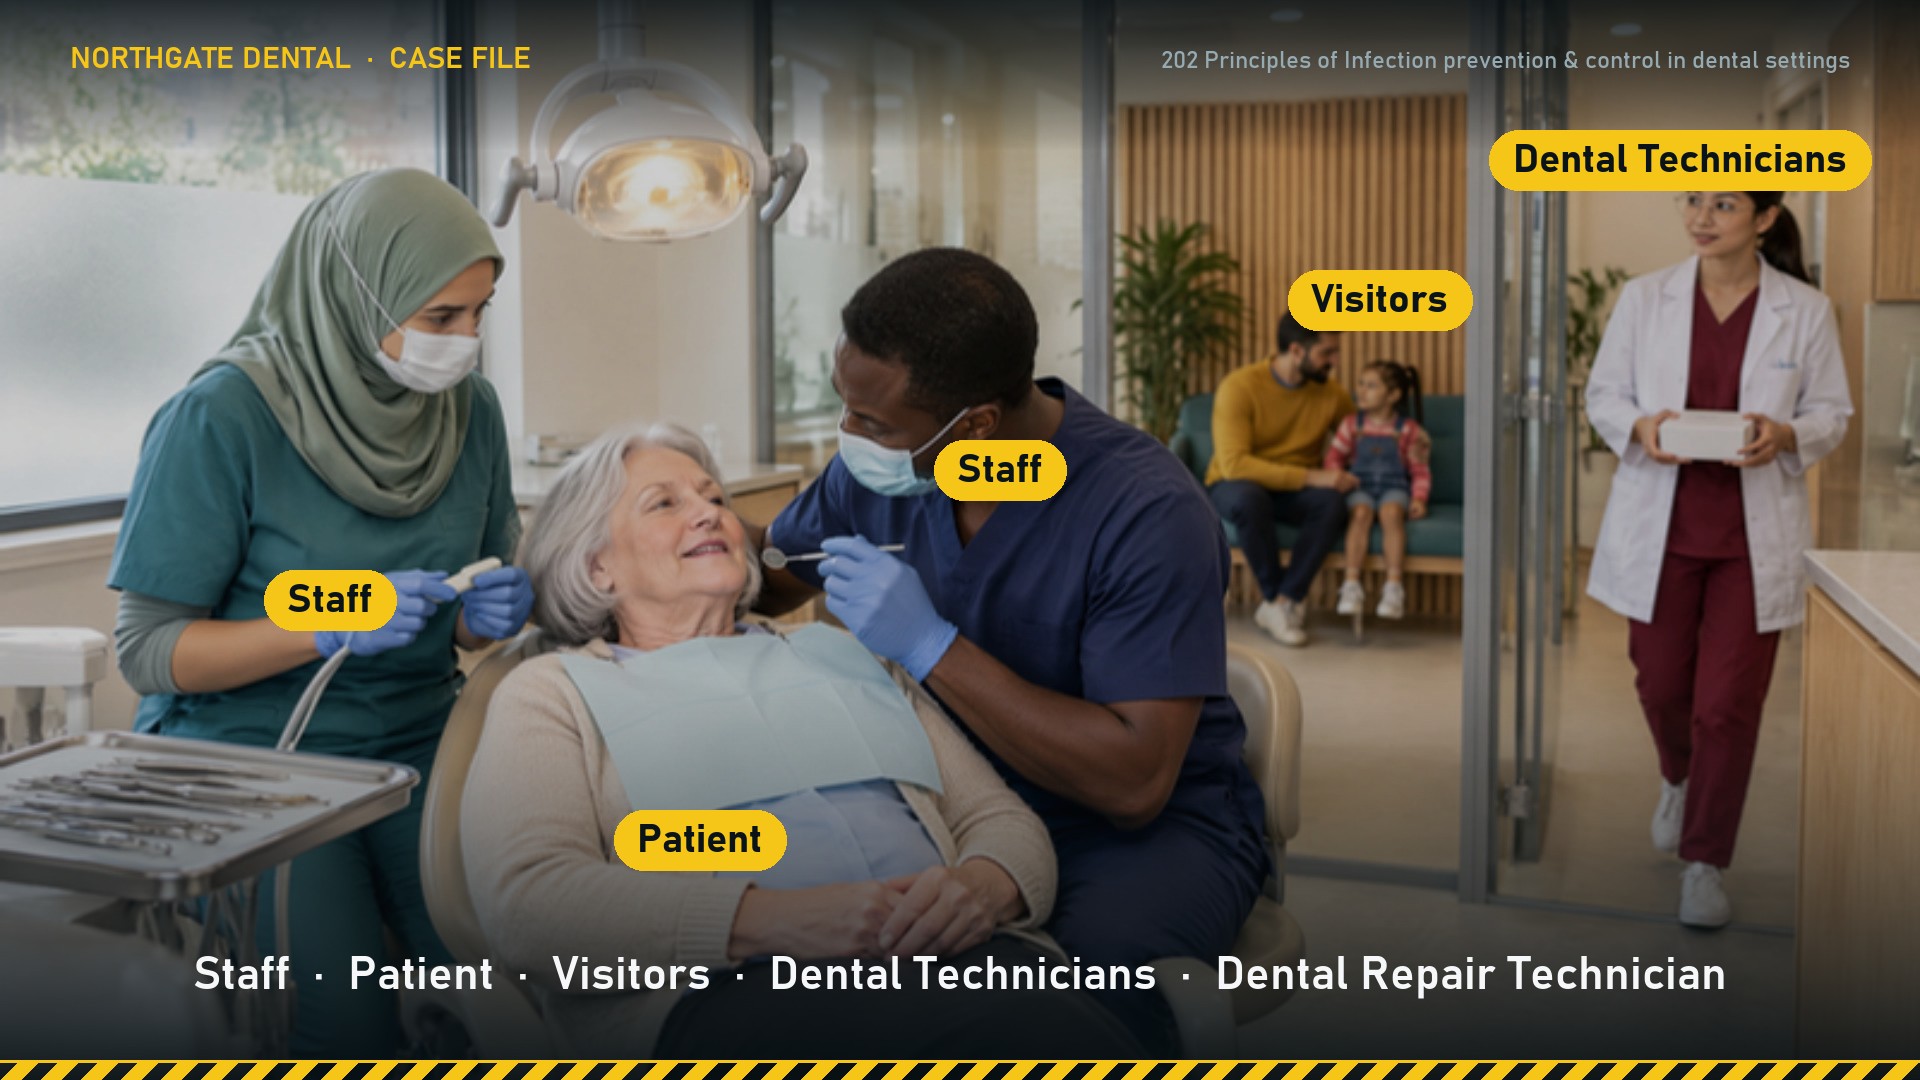 NORTHGATE DENTAL · CASE FILE
202 Principles of Infection prevention & control in dental settings
Dental Technicians
Visitors
Staff
Staff
Patient
Staff · Patient · Visitors · Dental Technicians · Dental Repair Technician